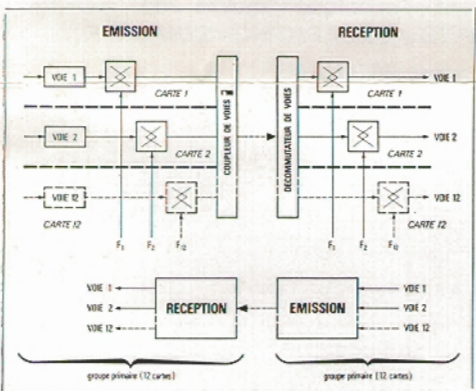 EMISSION
RECEPTION
VOIE 1
CARTE 1
COUPLEUR DE VOIES
DECOMMUTATEUR DE VOIES
CARTE 1
VOIE 1
VOIE 2
CARTE 2
CARTE 2
VOIE 2
VOIE 12
CARTE 12
CARTE 12
VOIE 12
F1
F2
F12
F1
F2
F12
VOIE 1
VOIE 2
VOIE 12
RECEPTION
EMISSION
VOIE 1
VOIE 2
VOIE 12
groupe primaire (12 cartes)
groupe primaire (12 cartes)